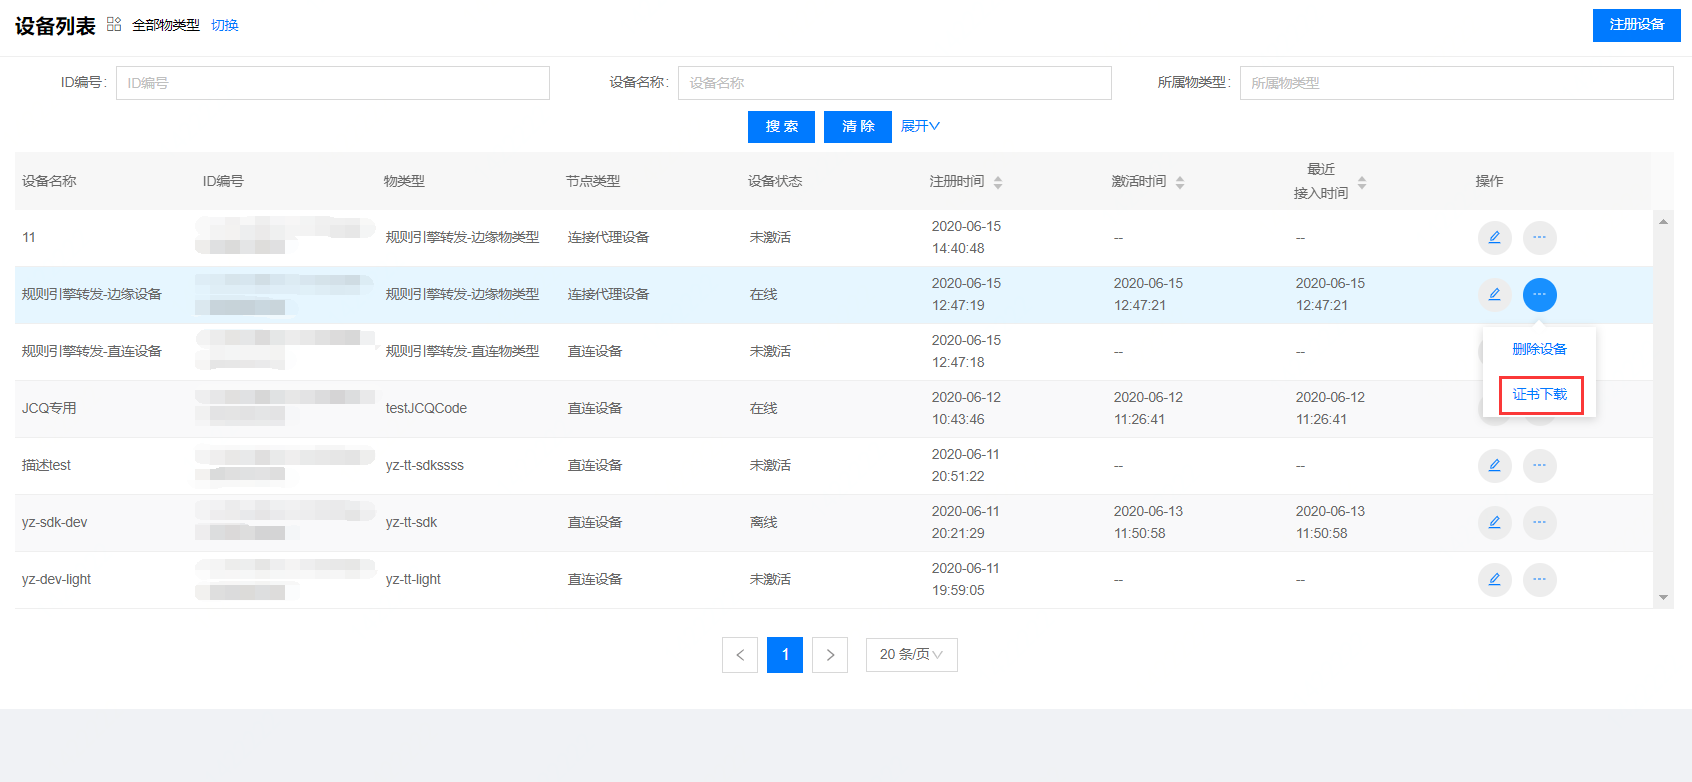 设备列表 全部物类型 切换 注册设备
ID编号: ID编号 设备名称: 设备名称 所属物类型: 所属物类型
搜 索 清 除 展开
设备名称 ID编号 物类型 节点类型 设备状态 注册时间 激活时间 最近 操作
接入时间
11 规则引擎转发-边缘物类型 连接代理设备 未激活 2020-06-15 -- --
14:40:48
规则引擎转发-边缘设备 规则引擎转发-边缘物类型 连接代理设备 在线 2020-06-15 2020-06-15 2020-06-15
12:47:19 12:47:21 12:47:21
规则引擎转发-直连设备 规则引擎转发-直连物类型 直连设备 未激活 2020-06-15 -- --
12:47:18
删除设备
证书下载
JCQ专用 testJCQCode 直连设备 在线 2020-06-12 2020-06-12 2020-06-12
10:43:46 11:26:41 11:26:41
描述test yz-tt-sdkssss 直连设备 未激活 2020-06-11 -- --
20:51:22
yz-sdk-dev yz-tt-sdk 直连设备 离线 2020-06-11 2020-06-13 2020-06-13
20:21:29 11:50:58 11:50:58
yz-dev-light yz-tt-light 直连设备 未激活 2020-06-11 -- --
19:59:05
< 1 > 20 条/页